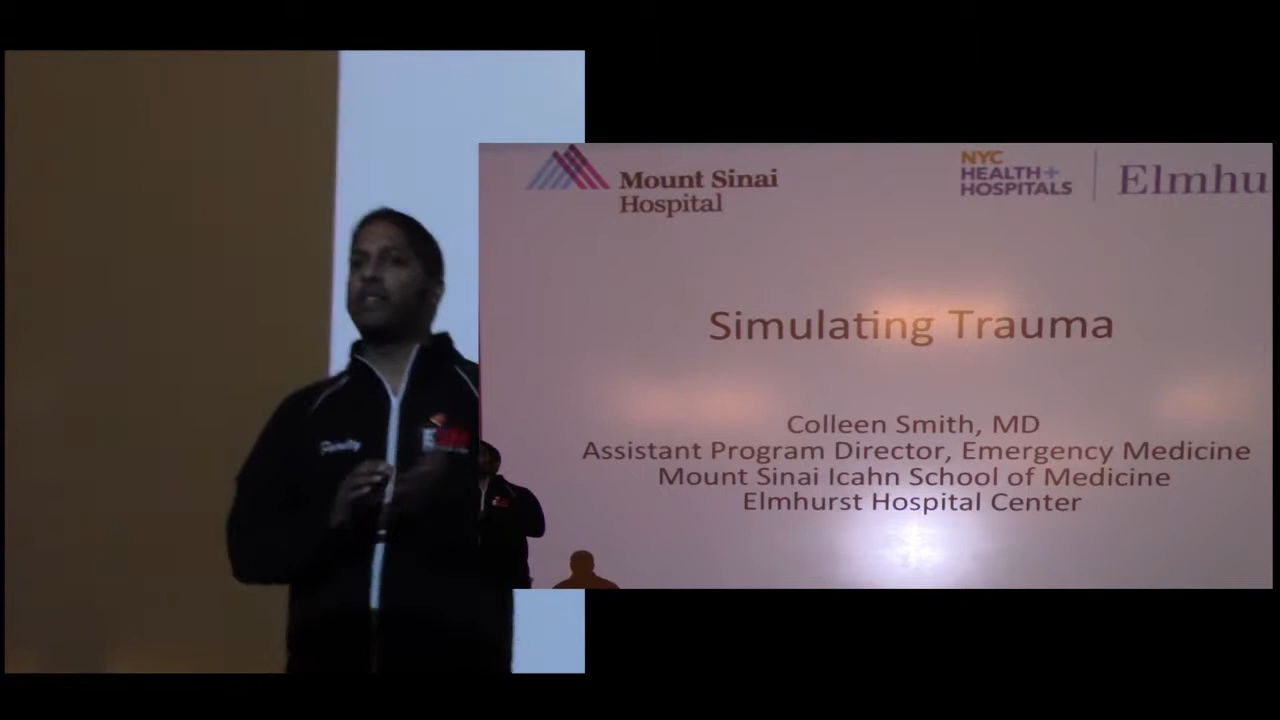 Mount Sinai
Hospital
NYC
HEALTH+
HOSPITALS
Elmhu
Simulating Trauma
Colleen Smith, MD
Assistant Program Director, Emergency Medicine
Mount Sinai Icahn School of Medicine
Elmhurst Hospital Center
Faculty